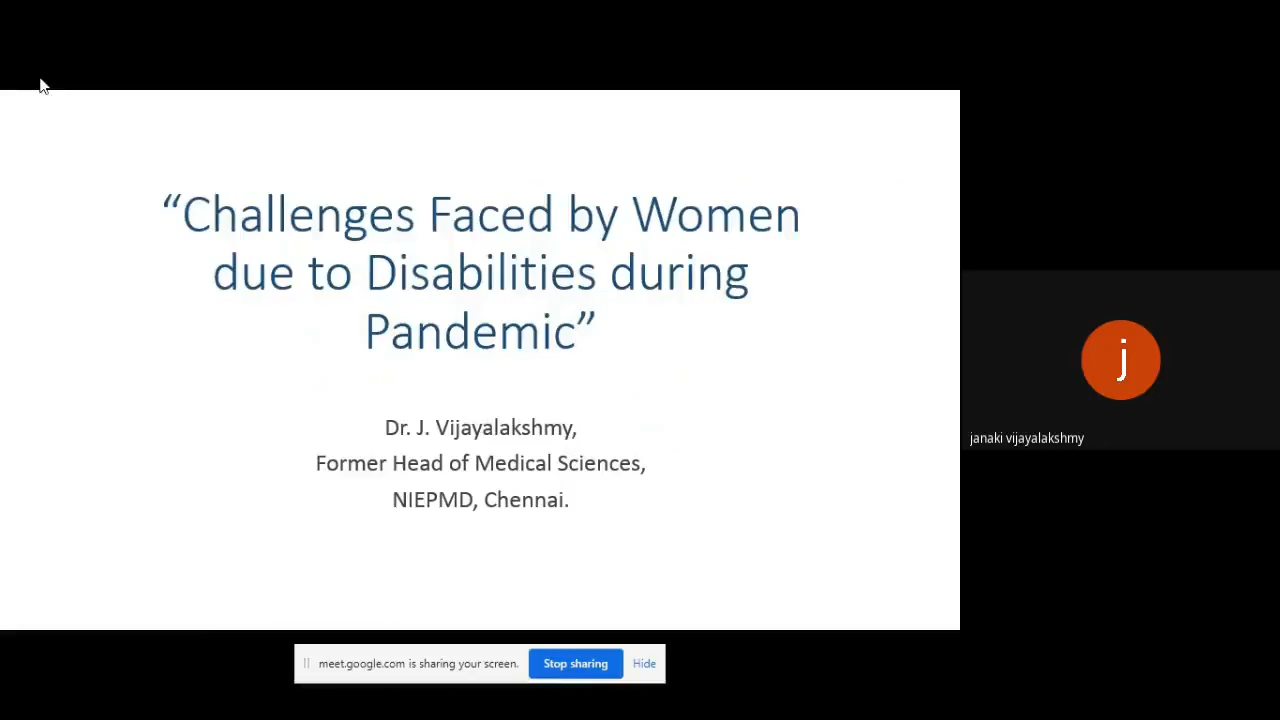 “Challenges Faced by Women
due to Disabilities during
Pandemic”
Dr. J. Vijayalakshmy,
Former Head of Medical Sciences,
NIEPMD, Chennai.
j
janaki vijayalakshmy
meet.google.com is sharing your screen. Stop sharing Hide